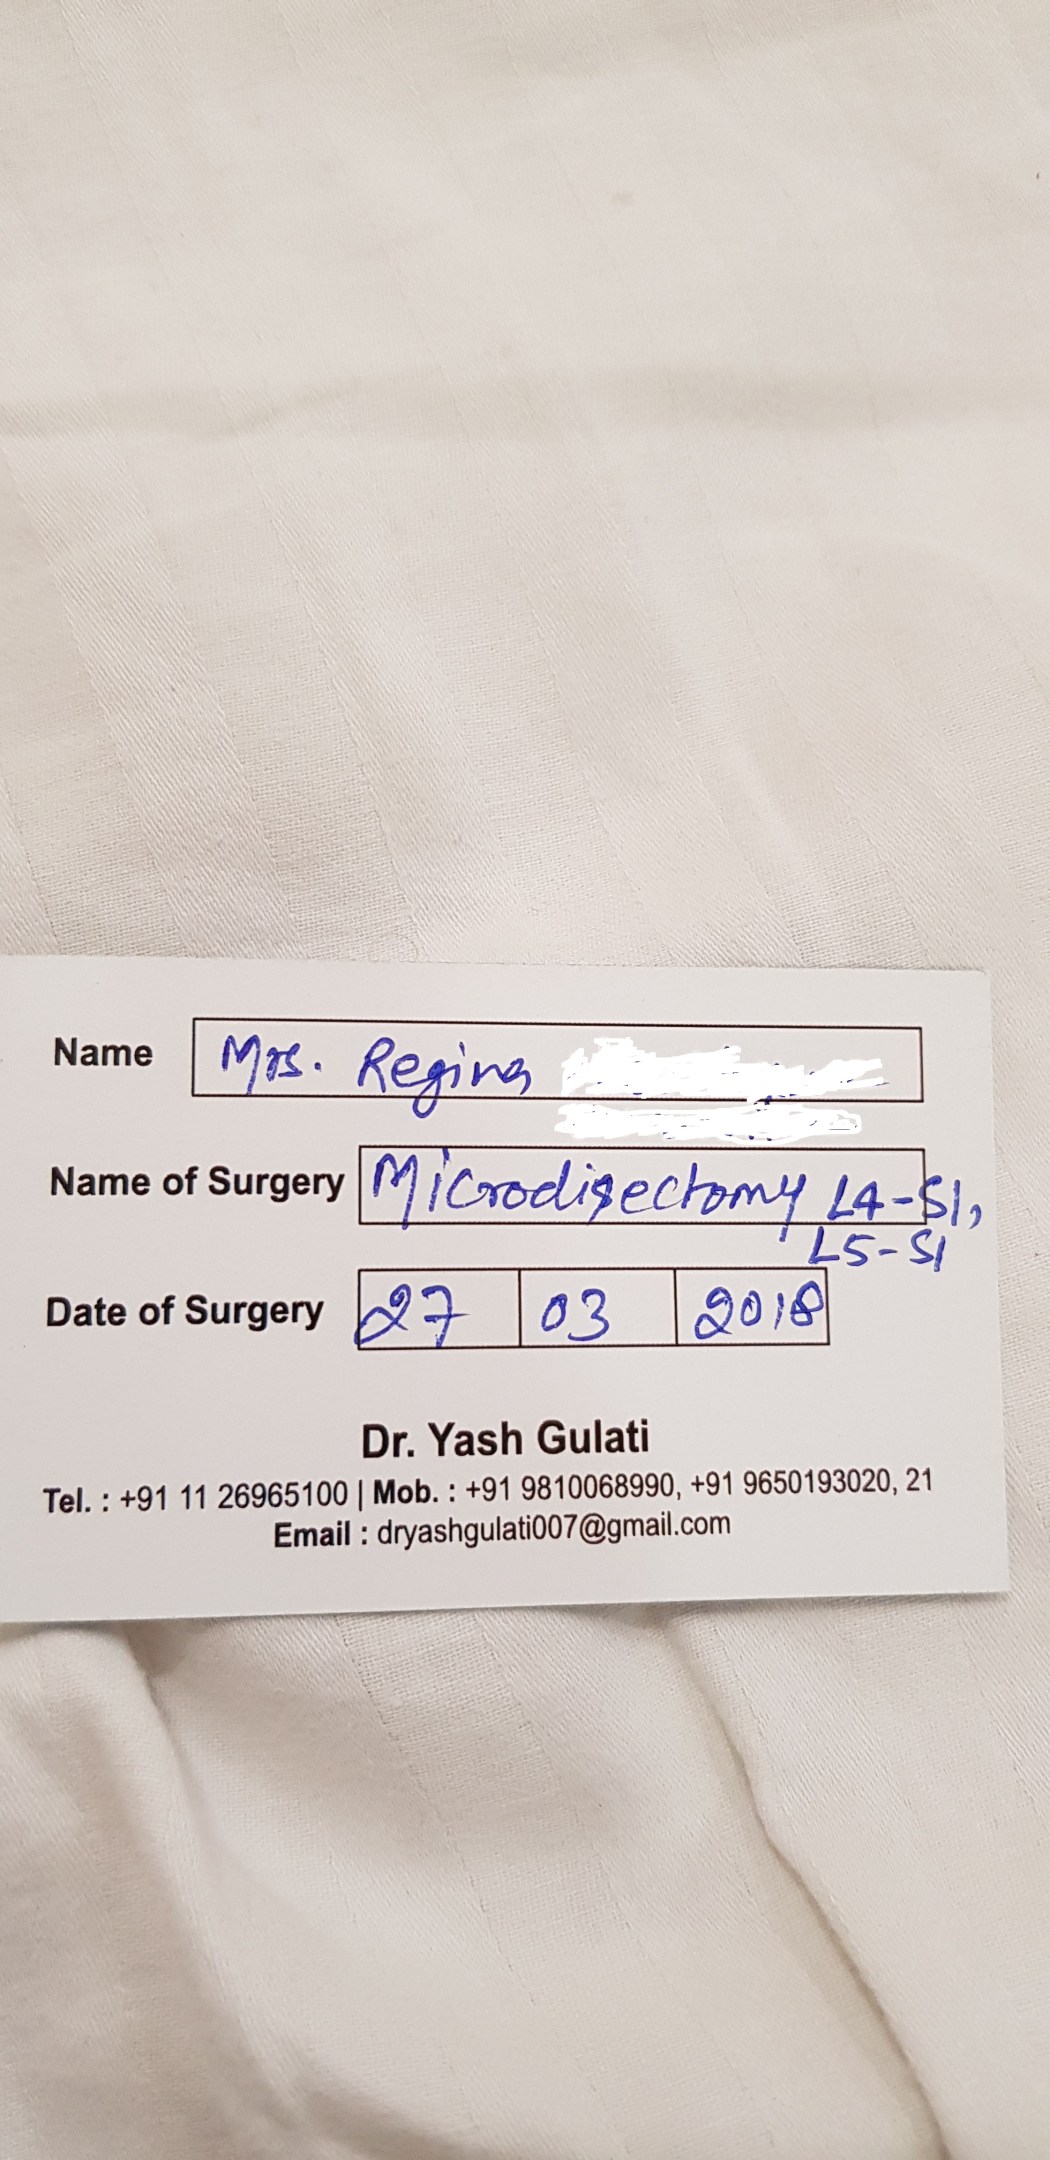 Name Mrs. Regina
Name of Surgery Microdisectomy L4-S1,
L5-S1
Date of Surgery 27 03 2018
Dr. Yash Gulati
Tel. : +91 11 26965100 | Mob. : +91 9810068990, +91 9650193020, 21
Email : dryashgulati007@gmail.com